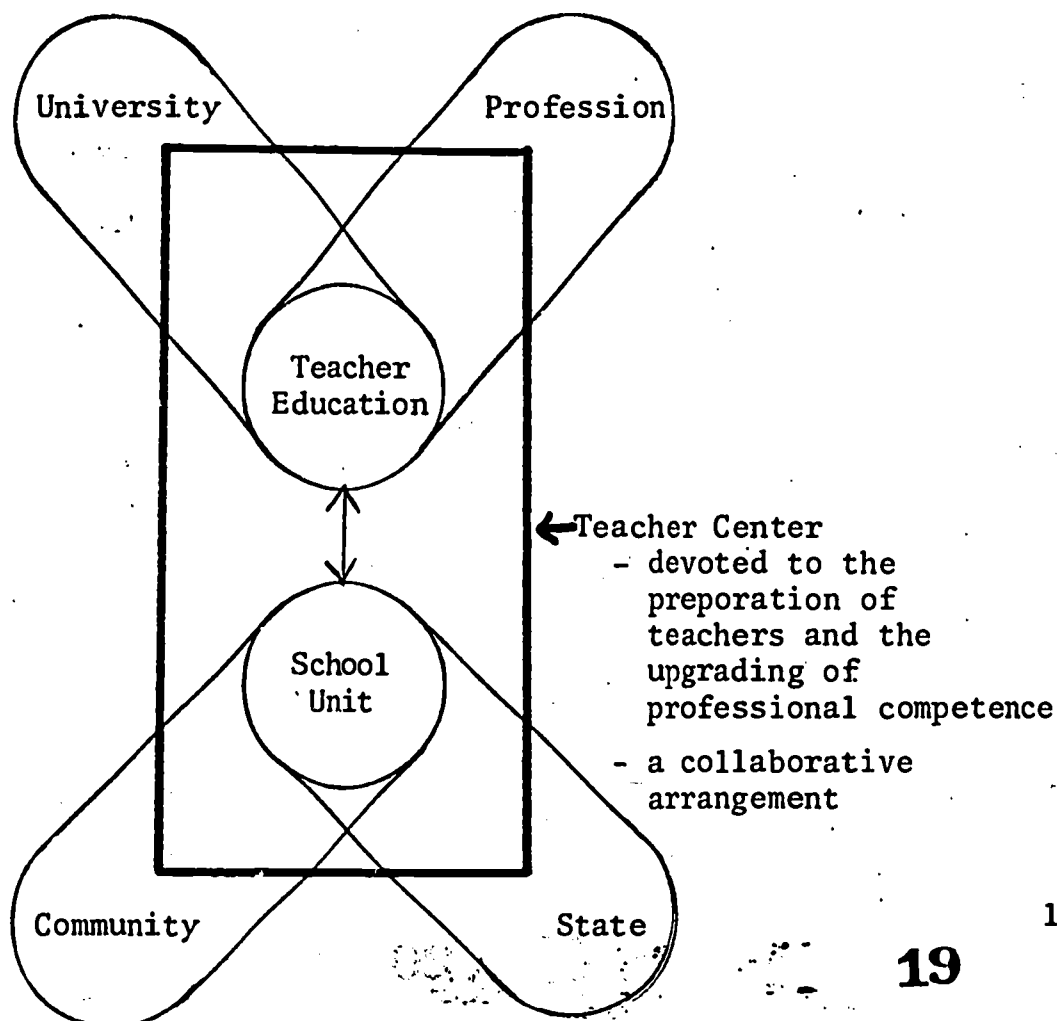 University
Profession
Teacher
Education
Teacher Center
- devoted to the
preporation of
teachers and the
upgrading of
professional competence
- a collaborative
arrangement
School
Unit
Community
State
1
19